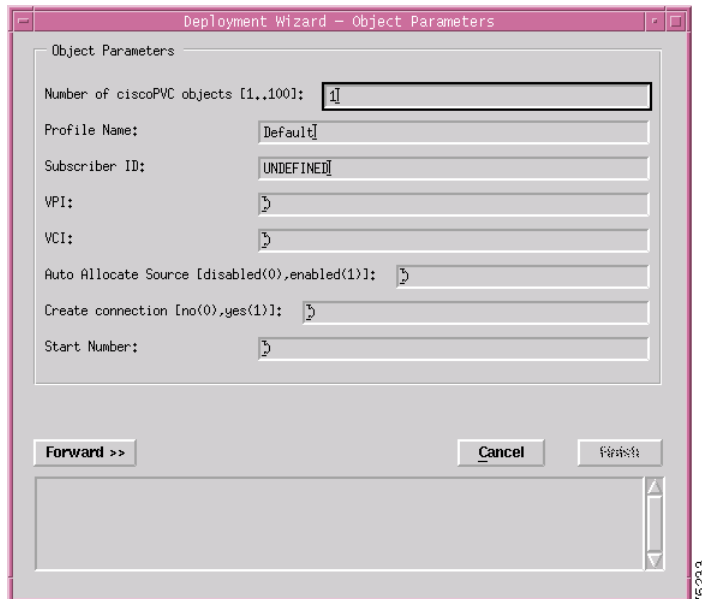 Deployment Wizard — Object Parameters
Object Parameters
Number of ciscoPVC objects [1..100]: 1
Profile Name: Default
Subscriber ID: UNDEFINED
VPI:
VCI:
Auto Allocate Source [disabled(0),enabled(1)]:
Create connection [no(0),yes(1)]:
Start Number:
Forward >> Cancel Finish